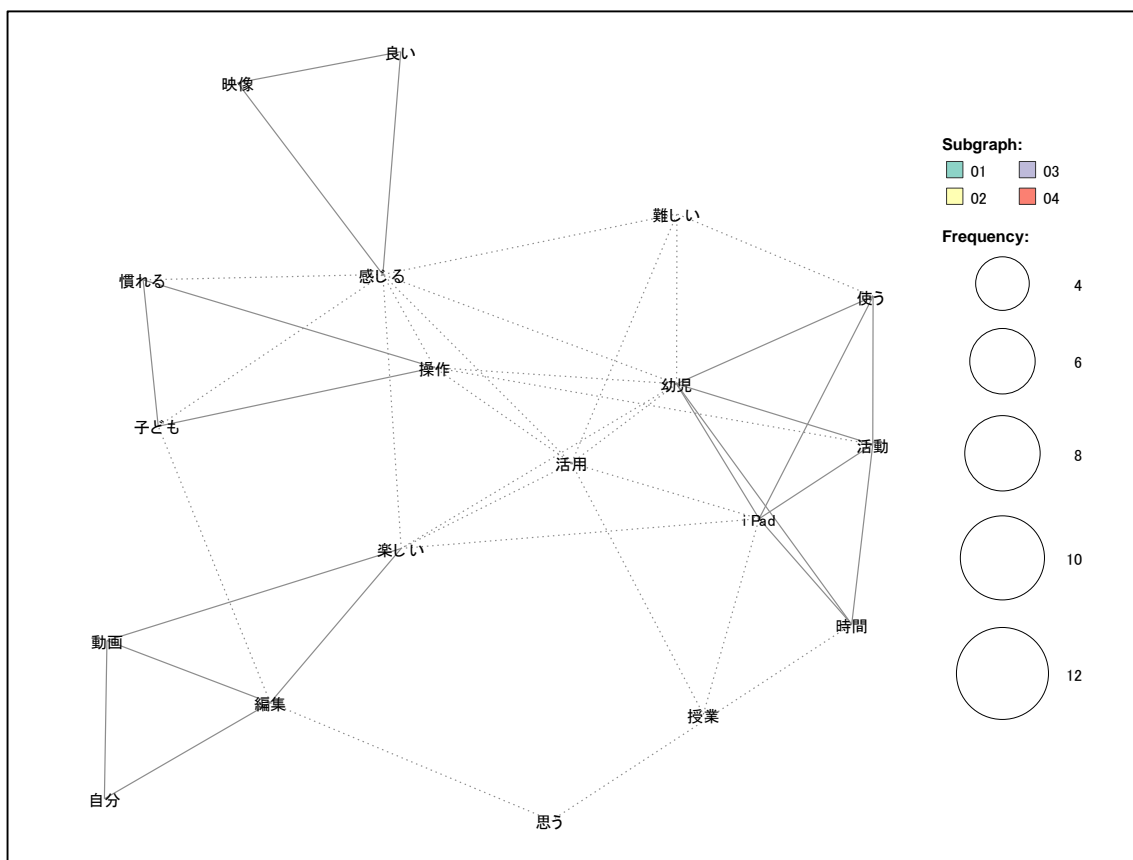 良い
映像
難しい
慣れる
感じる
使う
操作
幼児
子ども
活用
活動
iPad
楽しい
時間
動画
編集
授業
自分
思う
Subgraph:
01 03
02 04
Frequency:
4
6
8
10
12